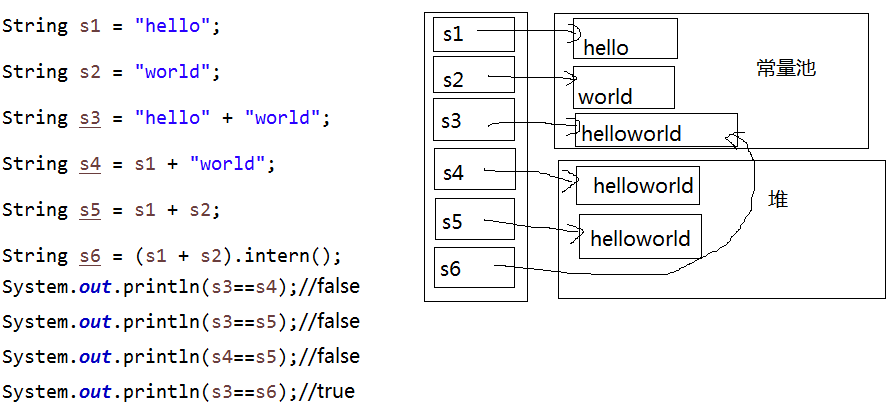 String s1 = "hello";
String s2 = "world";
String s3 = "hello" + "world";
String s4 = s1 + "world";
String s5 = s1 + s2;
String s6 = (s1 + s2).intern();
System.out.println(s3==s4);//false
System.out.println(s3==s5);//false
System.out.println(s4==s5);//false
System.out.println(s3==s6);//true
s1
s2
s3
s4
s5
s6
hello
world
helloworld
常量池
helloworld
helloworld
堆